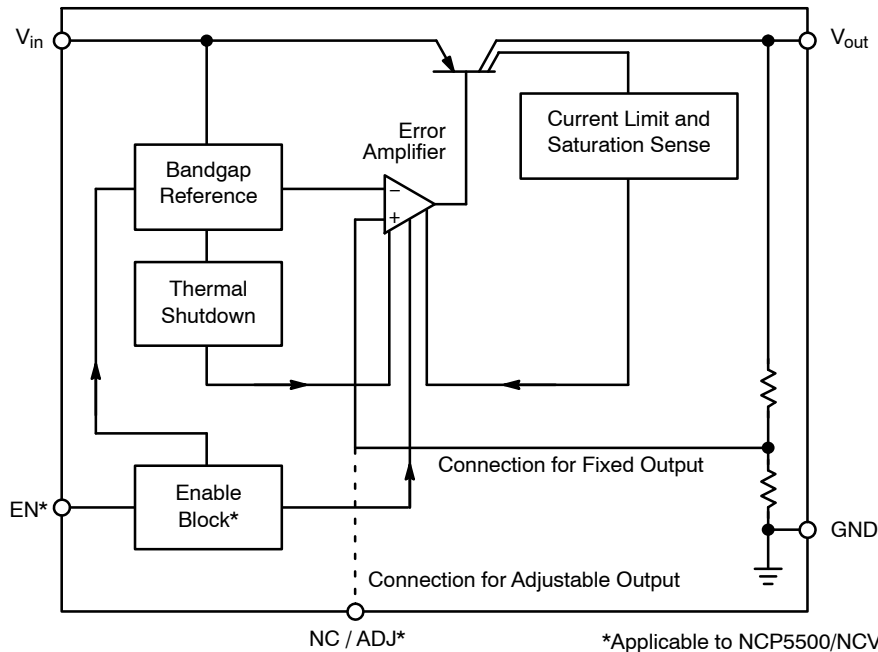 Vin
Vout
Current Limit and
Saturation Sense
Error
Amplifier
Bandgap
Reference
−
+
Thermal
Shutdown
Connection for Fixed Output
EN*
Enable
Block*
GND
Connection for Adjustable Output
NC / ADJ*
*Applicable to NCP5500/NCV